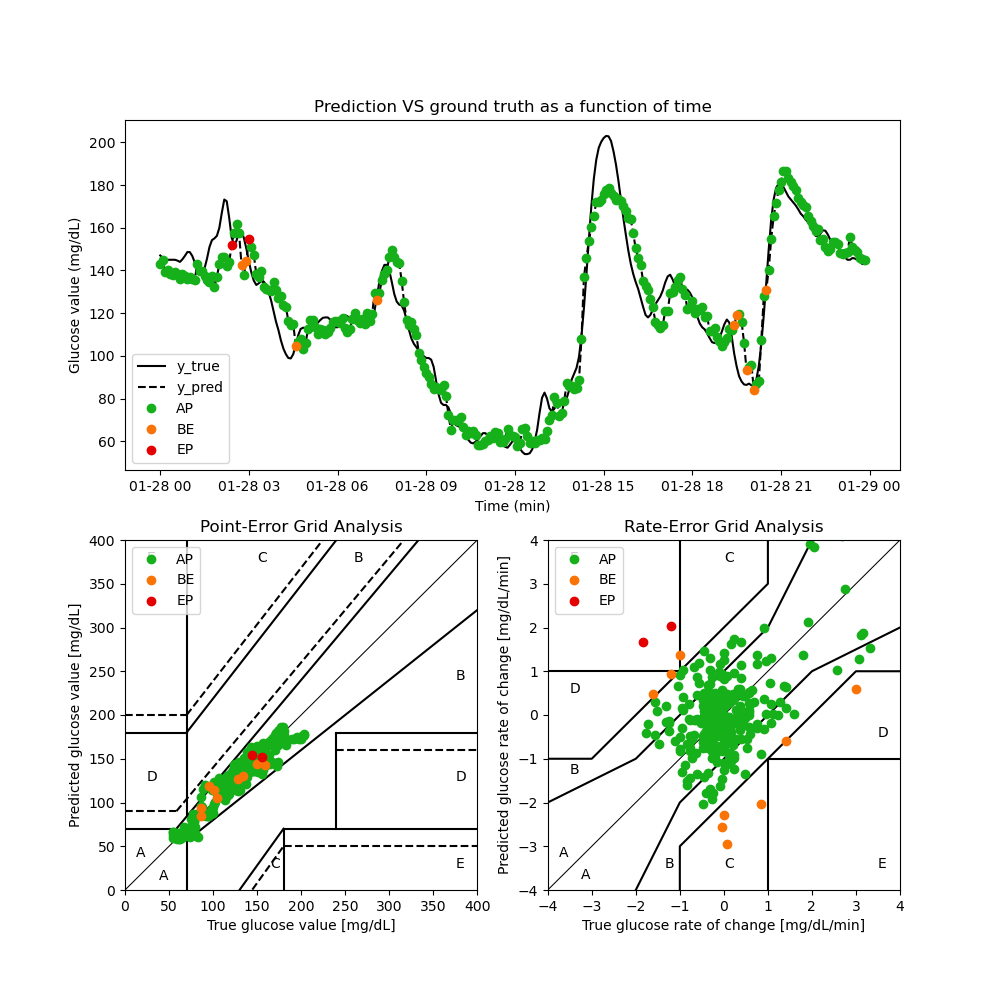 Prediction VS ground truth as a function of time
Glucose value (mg/dL)
200
180
160
140
120
100
80
60
y_true
y_pred
AP
BE
EP
01-28 00 01-28 03 01-28 06 01-28 09 01-28 12 01-28 15 01-28 18 01-28 21 01-29 00
Time (min)
Point-Error Grid Analysis
Predicted glucose value [mg/dL]
400
350
300
250
200
150
100
50
0
AP
BE
EP
C
B
B
D
D
A
A
C
E
0 50 100 150 200 250 300 350 400
True glucose value [mg/dL]
Rate-Error Grid Analysis
Predicted glucose rate of change [mg/dL/min]
4
3
2
1
0
−1
−2
−3
−4
AP
BE
EP
C
D
D
B
A
A
B
C
E
−4 −3 −2 −1 0 1 2 3 4
True glucose rate of change [mg/dL/min]